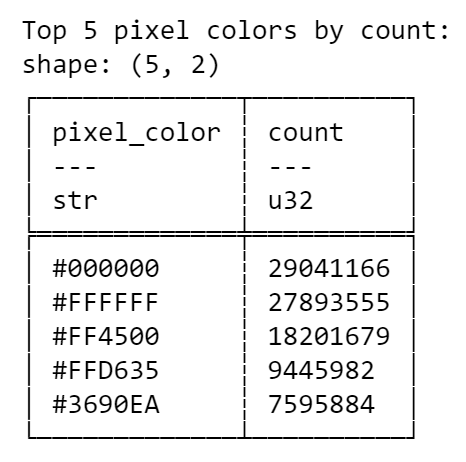 Top 5 pixel colors by count:
shape: (5, 2)
pixel_color count
--- ---
str u32
#000000 29041166
#FFFFFF 27893555
#FF4500 18201679
#FFD635 9445982
#3690EA 7595884